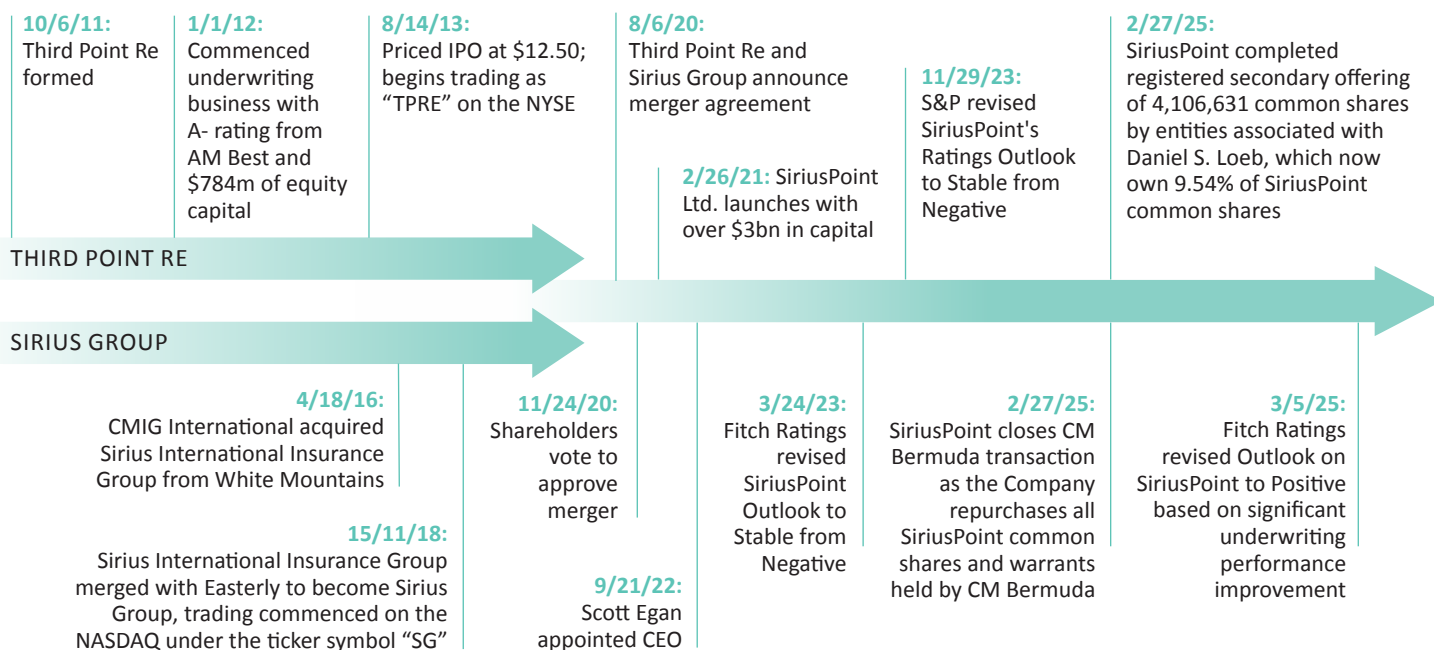 10/6/11:
Third Point Re
formed
1/1/12:
Commenced
underwriting
business with
A- rating from
AM Best and
$784m of equity
capital
8/14/13:
Priced IPO at $12.50;
begins trading as
“TPRE” on the NYSE
8/6/20:
Third Point Re and
Sirius Group announce
merger agreement
2/26/21: SiriusPoint
Ltd. launches with
over $3bn in capital
11/29/23:
S&P revised
SiriusPoint's
Ratings Outlook
to Stable from
Negative
2/27/25:
SiriusPoint completed
registered secondary offering
of 4,106,631 common shares
by entities associated with
Daniel S. Loeb, which now
own 9.54% of SiriusPoint
common shares
THIRD POINT RE
SIRIUS GROUP
4/18/16:
CMIG International acquired
Sirius International Insurance
Group from White Mountains
15/11/18:
Sirius International Insurance Group
merged with Easterly to become Sirius
Group, trading commenced on the
NASDAQ under the ticker symbol “SG”
11/24/20:
Shareholders
vote to
approve
merger
9/21/22:
Scott Egan
appointed CEO
3/24/23:
Fitch Ratings
revised
SiriusPoint
Outlook to
Stable from
Negative
2/27/25:
SiriusPoint closes CM
Bermuda transaction
as the Company
repurchases all
SiriusPoint common
shares and warrants
held by CM Bermuda
3/5/25:
Fitch Ratings
revised Outlook on
SiriusPoint to Positive
based on significant
underwriting
performance
improvement